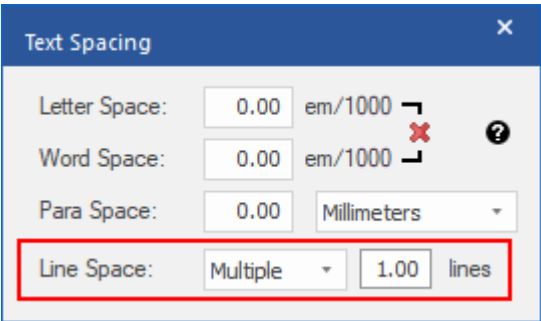 Text Spacing
Letter Space: 0.00 em/1000
Word Space: 0.00 em/1000
Para Space: 0.00 Millimeters
Line Space: Multiple 1.00 lines